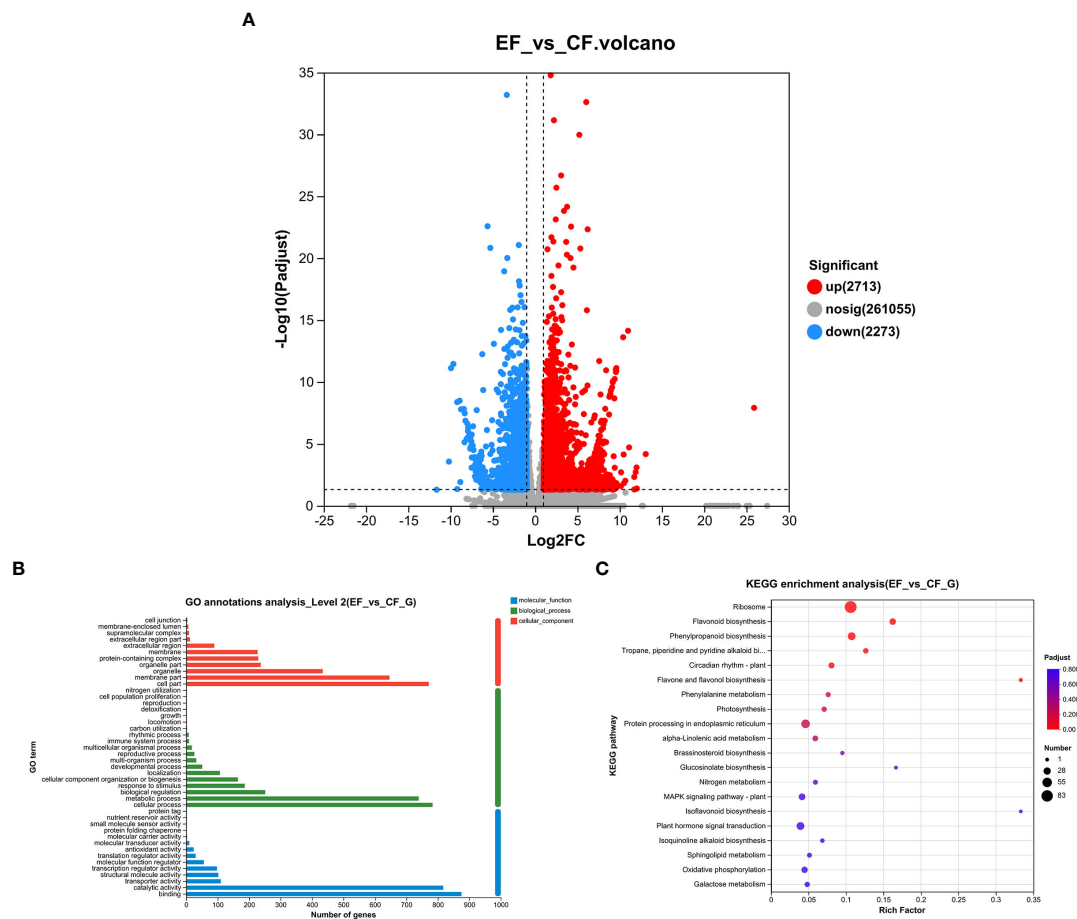 A
EF_vs_CF.volcano
-Log10(Padjust)
35
30
25
20
15
10
5
0
-25
-20
-15
-10
-5
0
5
10
15
20
25
30
Log2FC
Significant
up(2713)
nosig(261055)
down(2273)
B
GO annotations analysis_Level 2(EF_vs_CF_G)
molecular_function
biological_process
cellular_component
GO term
cell junction
membrane-enclosed lumen
supramolecular complex
extracellular region part
extracellular region
membrane
protein-containing complex
organelle part
organelle
membrane part
cell part
nitrogen utilization
cell population proliferation
reproduction
detoxification
growth
locomotion
carbon utilization
rhythmic process
immune system process
multicellular organismal process
reproductive process
multi-organism process
developmental process
localization
cellular component organization or biogenesis
response to stimulus
biological regulation
metabolic process
cellular process
protein tag
nutrient reservoir activity
small molecule sensor activity
protein folding chaperone
molecular carrier activity
molecular transducer activity
antioxidant activity
translation regulator activity
molecular function regulator
transcription regulator activity
structural molecule activity
transporter activity
catalytic activity
binding
0
100
200
300
400
500
600
700
800
900
1000
Number of genes
C
KEGG enrichment analysis(EF_vs_CF_G)
KEGG pathway
Ribosome
Flavonoid biosynthesis
Phenylpropanoid biosynthesis
Tropane, piperidine and pyridine alkaloid bi...
Circadian rhythm - plant
Flavone and flavonol biosynthesis
Phenylalanine metabolism
Photosynthesis
Protein processing in endoplasmic reticulum
alpha-Linolenic acid metabolism
Brassinosteroid biosynthesis
Glucosinolate biosynthesis
Nitrogen metabolism
MAPK signaling pathway - plant
Isoflavonoid biosynthesis
Plant hormone signal transduction
Isoquinoline alkaloid biosynthesis
Sphingolipid metabolism
Oxidative phosphorylation
Galactose metabolism
0
0.05
0.1
0.15
0.2
0.25
0.3
0.35
Rich Factor
Padjust
0.800
0.600
0.400
0.200
0.00
Number
1
28
55
83